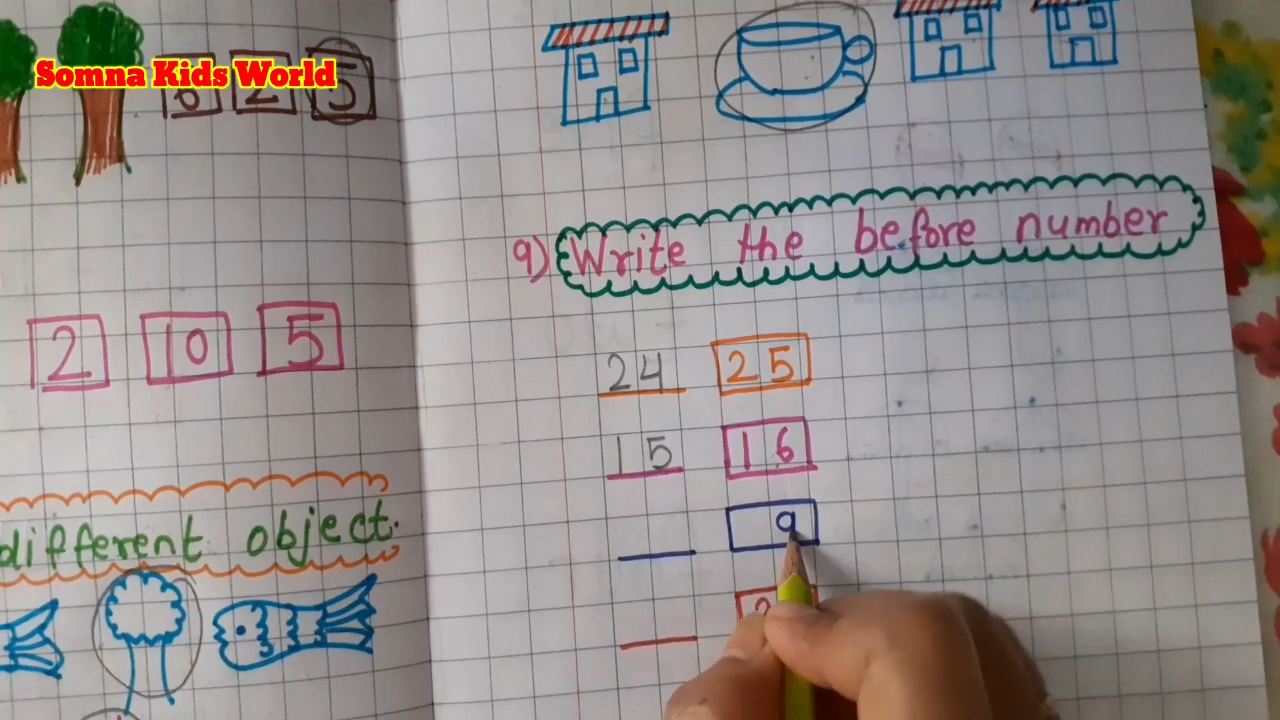 Somna Kids World
6 2 5
2 10 5
different object.
9) Write the before number
24 25
15 16
9